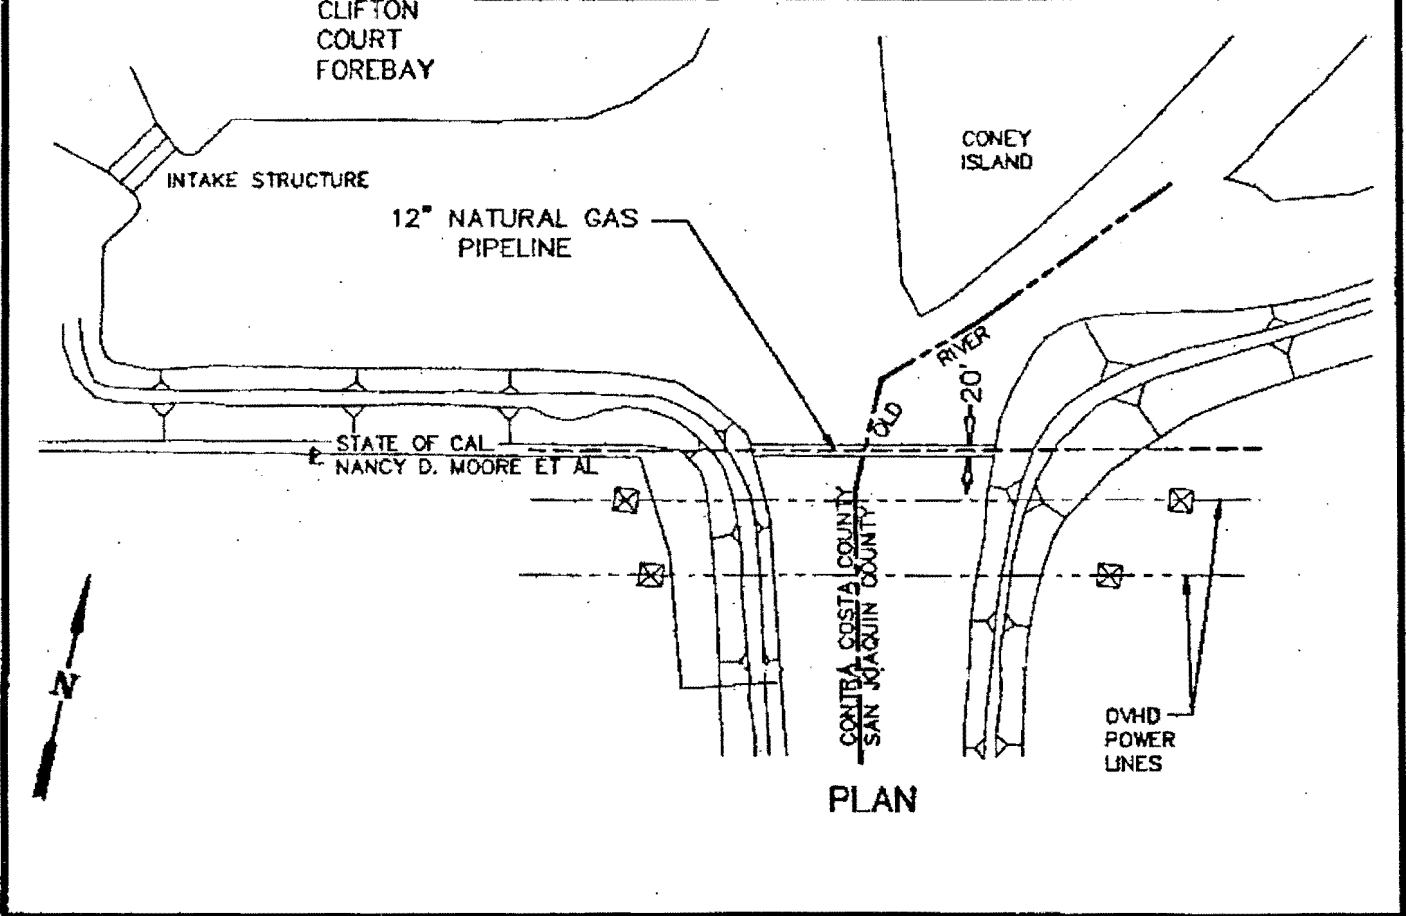 CLIFTON
COURT
FOREBAY
CONEY
ISLAND
INTAKE STRUCTURE
12" NATURAL GAS
PIPELINE
OLD RIVER
20'
STATE OF CAL
NANCY D. MOORE ET AL
CONTRA COSTA COUNTY
SAN JOAQUIN COUNTY
N
OVHD
POWER
LINES
PLAN